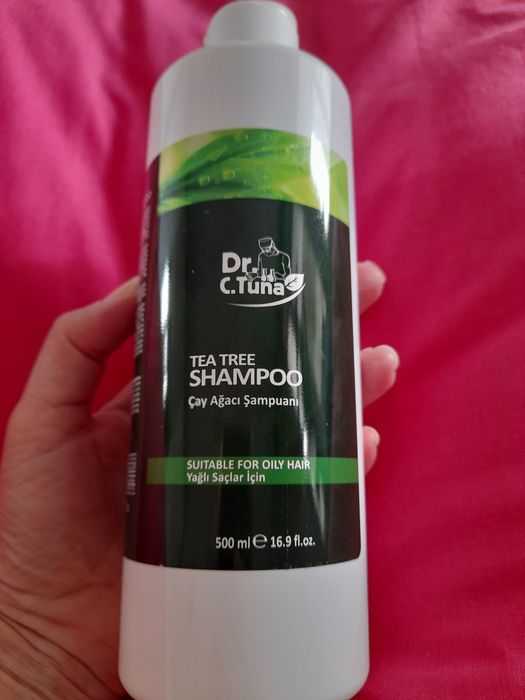 Dr.
C.Tuna
TEA TREE
SHAMPOO
Çay Ağacı Şampuanı
SUITABLE FOR OILY HAIR
Yağlı Saçlar İçin
500 ml ℮ 16.9 fl.oz.